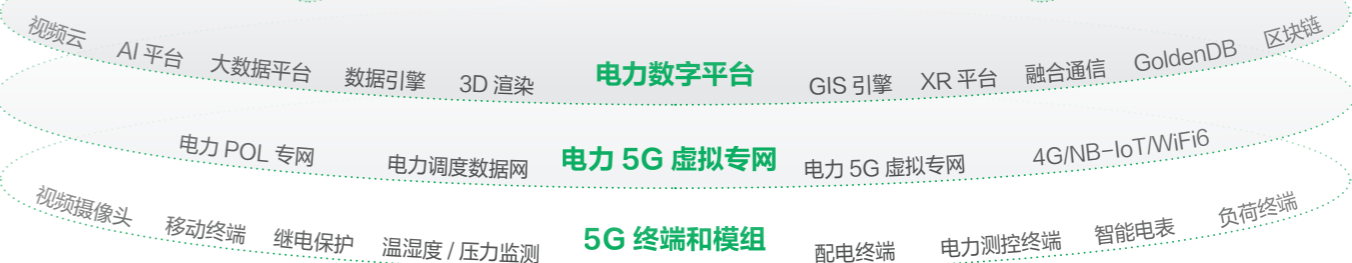 视频云 AI 平台 大数据平台 数据引擎 3D 渲染 电力数字平台 GIS 引擎 XR 平台 融合通信 GoldenDB 区块链
电力 POL 专网 电力调度数据网 电力 5G 虚拟专网 电力 5G 虚拟专网 4G/NB-IoT/WiFi6
视频摄像头 移动终端 继电保护 温湿度 / 压力监测 5G 终端和模组 配电终端 电力测控终端 智能电表 负荷终端